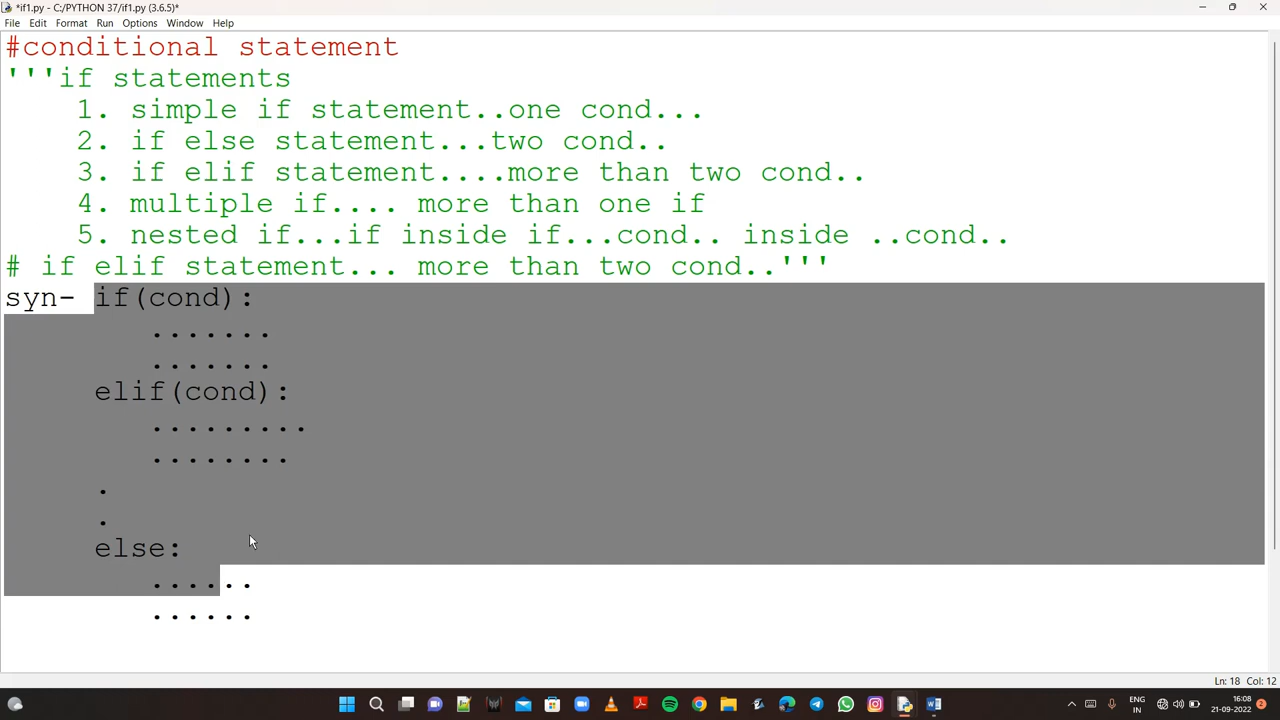 *if1.py - C:/PYTHON 37/if1.py (3.6.5)*
File Edit Format Run Options Window Help
#conditional statement
'''if statements
1. simple if statement..one cond...
2. if else statement...two cond..
3. if elif statement....more than two cond..
4. multiple if.... more than one if
5. nested if...if inside if...cond.. inside ..cond..
# if elif statement... more than two cond..'''
syn- if(cond):
.......
.......
elif(cond):
.........
........
.
.
else:
......
......
Ln: 18 Col: 12
ENG
IN
16:08
21-09-2022
2